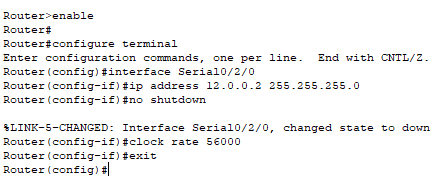 Router>enable
Router#
Router#configure terminal
Enter configuration commands, one per line.  End with CNTL/Z.
Router(config)#interface Serial0/2/0
Router(config-if)#ip address 12.0.0.2 255.255.255.0
Router(config-if)#no shutdown
%LINK-5-CHANGED: Interface Serial0/2/0, changed state to down
Router(config-if)#clock rate 56000
Router(config-if)#exit
Router(config)#